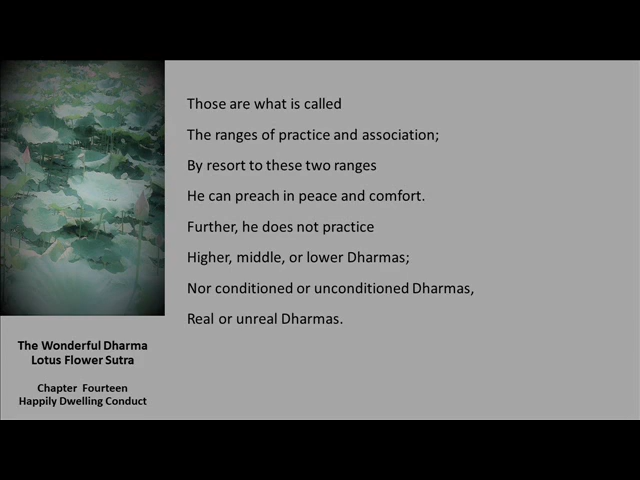 Those are what is called
The ranges of practice and association;
By resort to these two ranges
He can preach in peace and comfort.
Further, he does not practice
Higher, middle, or lower Dharmas;
Nor conditioned or unconditioned Dharmas,
Real or unreal Dharmas.
The Wonderful Dharma
Lotus Flower Sutra
Chapter Fourteen
Happily Dwelling Conduct